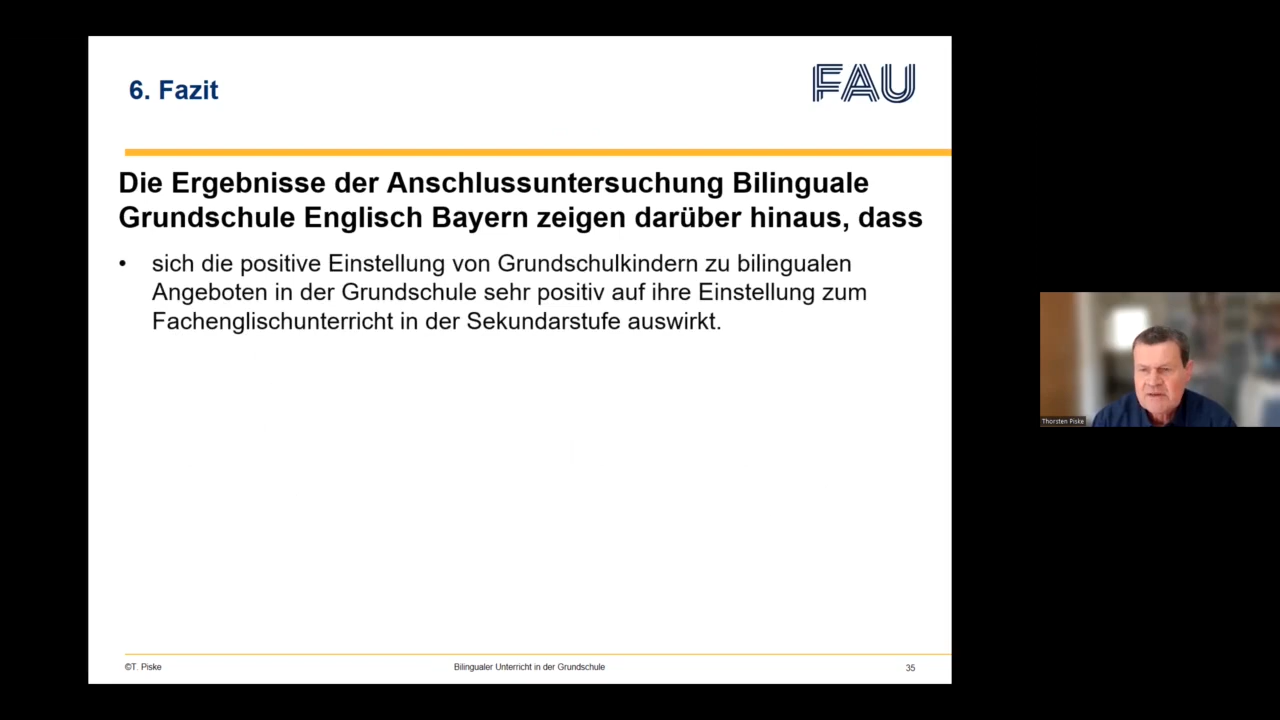 6. Fazit
FAU
Die Ergebnisse der Anschlussuntersuchung Bilinguale
Grundschule Englisch Bayern zeigen darüber hinaus, dass
• sich die positive Einstellung von Grundschulkindern zu bilingualen
Angeboten in der Grundschule sehr positiv auf ihre Einstellung zum
Fachenglischunterricht in der Sekundarstufe auswirkt.
©T. Piske
Bilingualer Unterricht in der Grundschule
35
Thorsten Piske